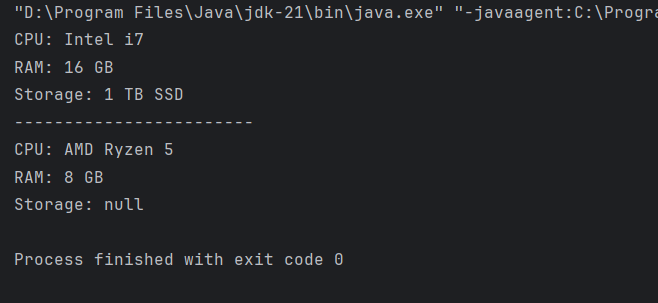 "D:\Program Files\Java\jdk-21\bin\java.exe" "-javaagent:C:\Progra
CPU: Intel i7
RAM: 16 GB
Storage: 1 TB SSD
------------------------
CPU: AMD Ryzen 5
RAM: 8 GB
Storage: null
Process finished with exit code 0